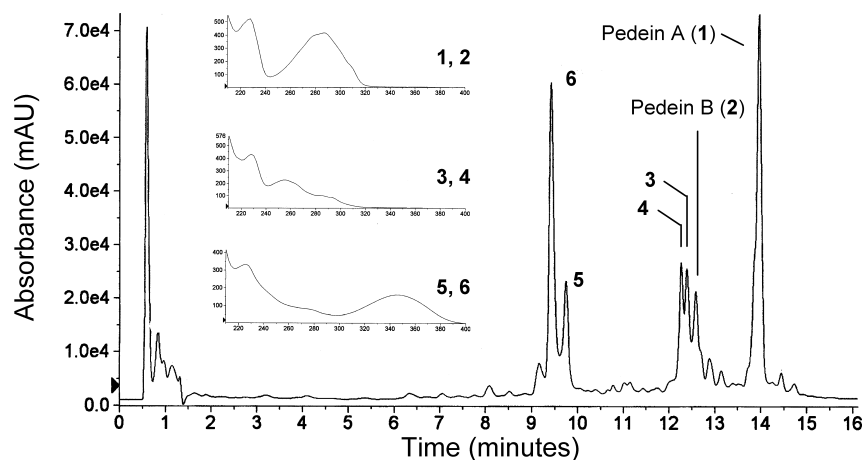 Absorbance (mAU)
7.0e4
6.0e4
5.0e4
4.0e4
3.0e4
2.0e4
1.0e4
0.0
500
400
300
200
100
220 240 260 280 300 320 340 360 380 400
1, 2
576
500
400
300
200
100
220 240 260 280 300 320 340 360 380 400
3, 4
400
300
200
100
220 240 260 280 300 320 340 360 380 400
5, 6
6
5
Pedein A (1)
Pedein B (2)
3
4
0 1 2 3 4 5 6 7 8 9 10 11 12 13 14 15 16
Time (minutes)